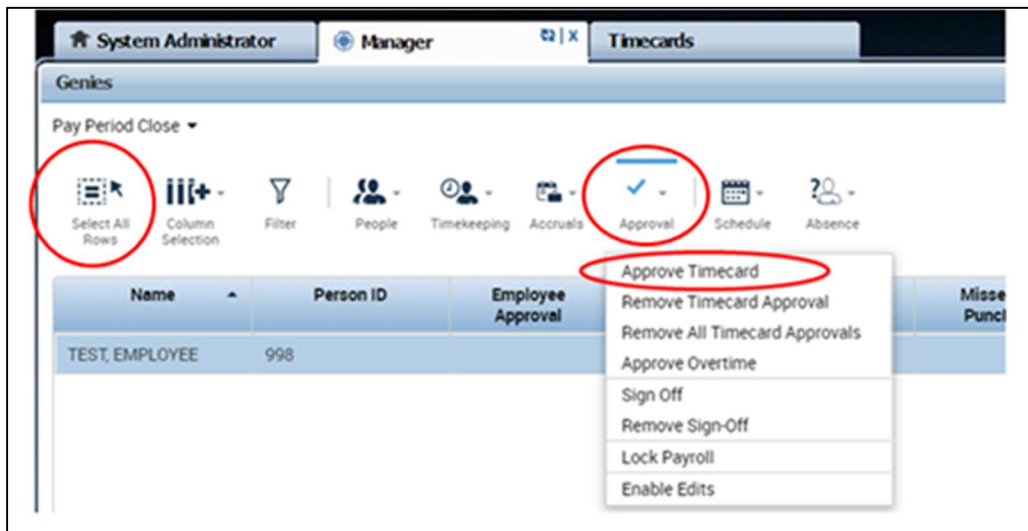 System Administrator Manager X Timecards
Genies
Pay Period Close
Select All Rows Column Selection Filter People Timekeeping Accruals Approval Schedule Absence
Approve Timecard
Remove Timecard Approval
Remove All Timecard Approvals
Approve Overtime
Sign Off
Remove Sign-Off
Lock Payroll
Enable Edits
Name Person ID Employee Approval
TEST, EMPLOYEE 998